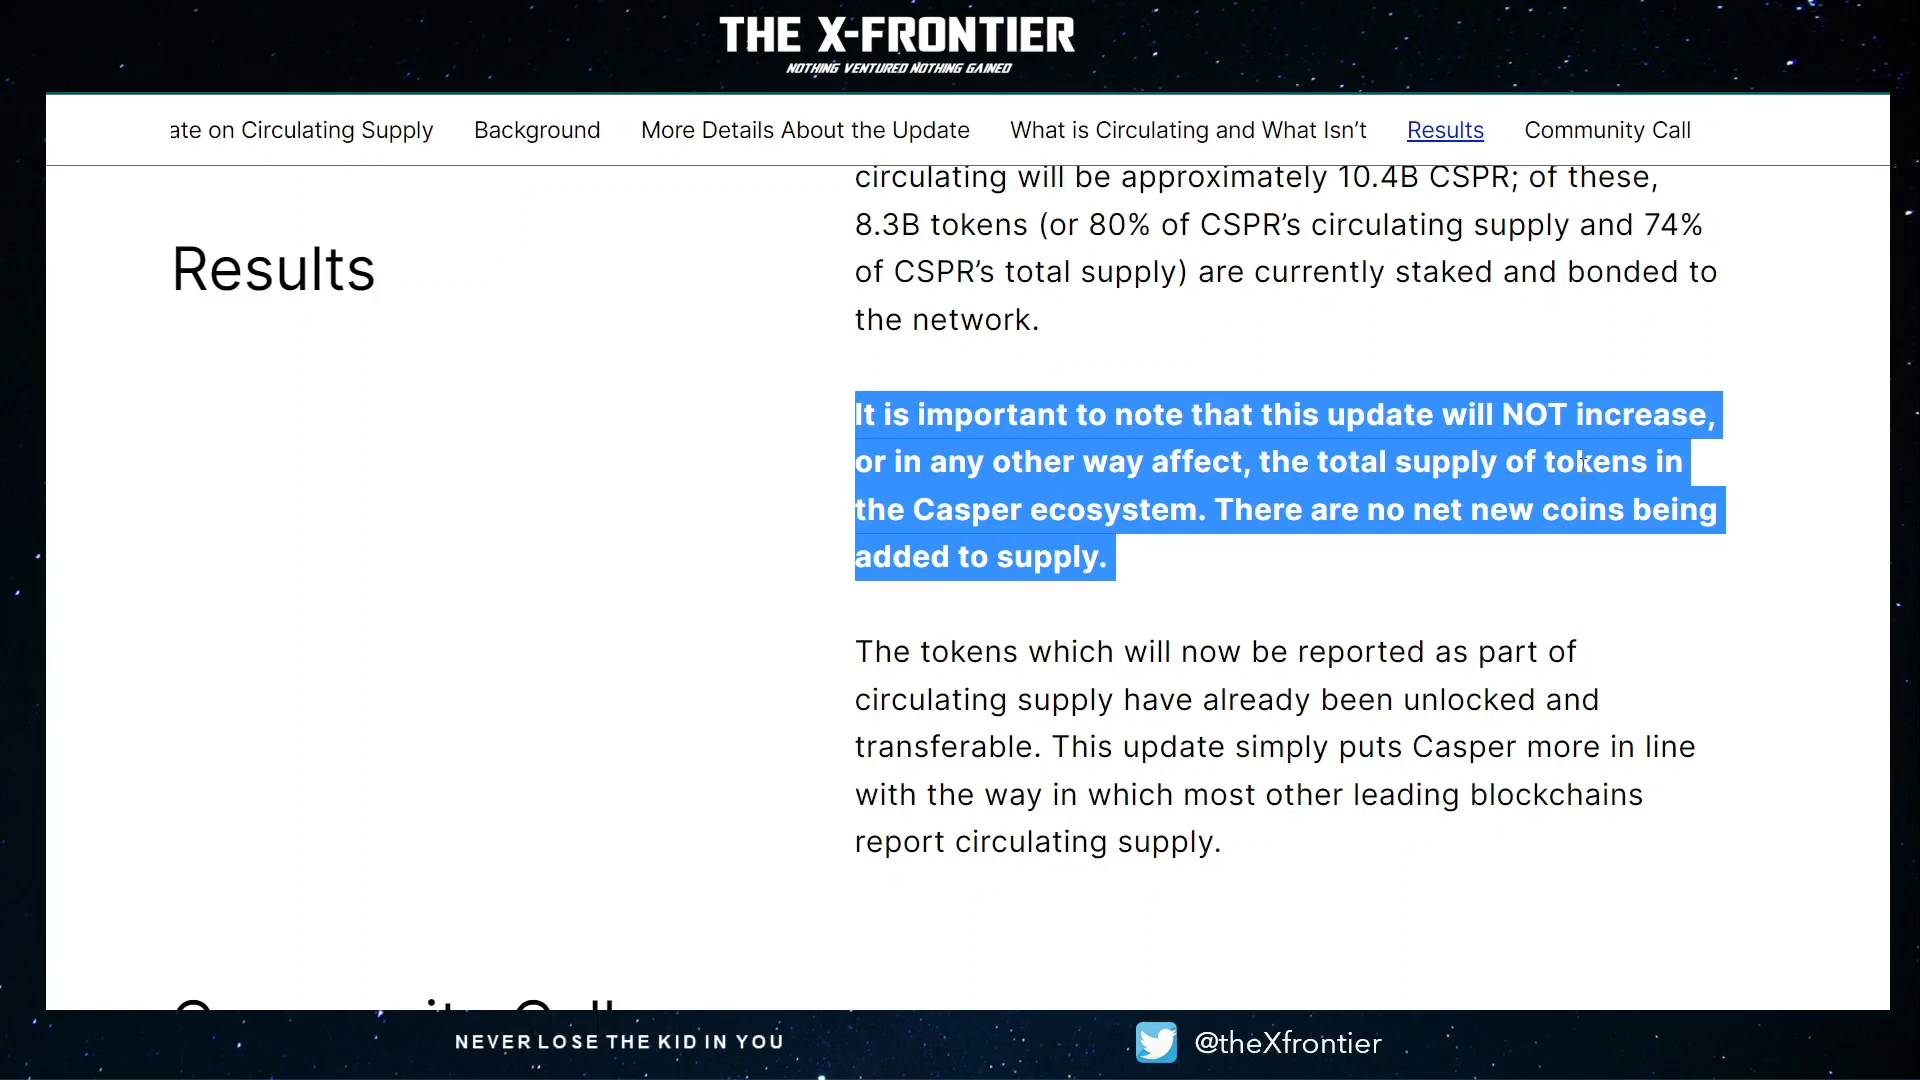 THE X-FRONTIER
NOTHING VENTURED NOTHING GAINED
ate on Circulating Supply Background More Details About the Update What is Circulating and What Isn’t Results Community Call
Results
circulating will be approximately 10.4B CSPR; of these,
8.3B tokens (or 80% of CSPR’s circulating supply and 74%
of CSPR’s total supply) are currently staked and bonded to
the network.
It is important to note that this update will NOT increase,
or in any other way affect, the total supply of tokens in
the Casper ecosystem. There are no net new coins being
added to supply.
The tokens which will now be reported as part of
circulating supply have already been unlocked and
transferable. This update simply puts Casper more in line
with the way in which most other leading blockchains
report circulating supply.
NEVER LOSE THE KID IN YOU
@theXfrontier